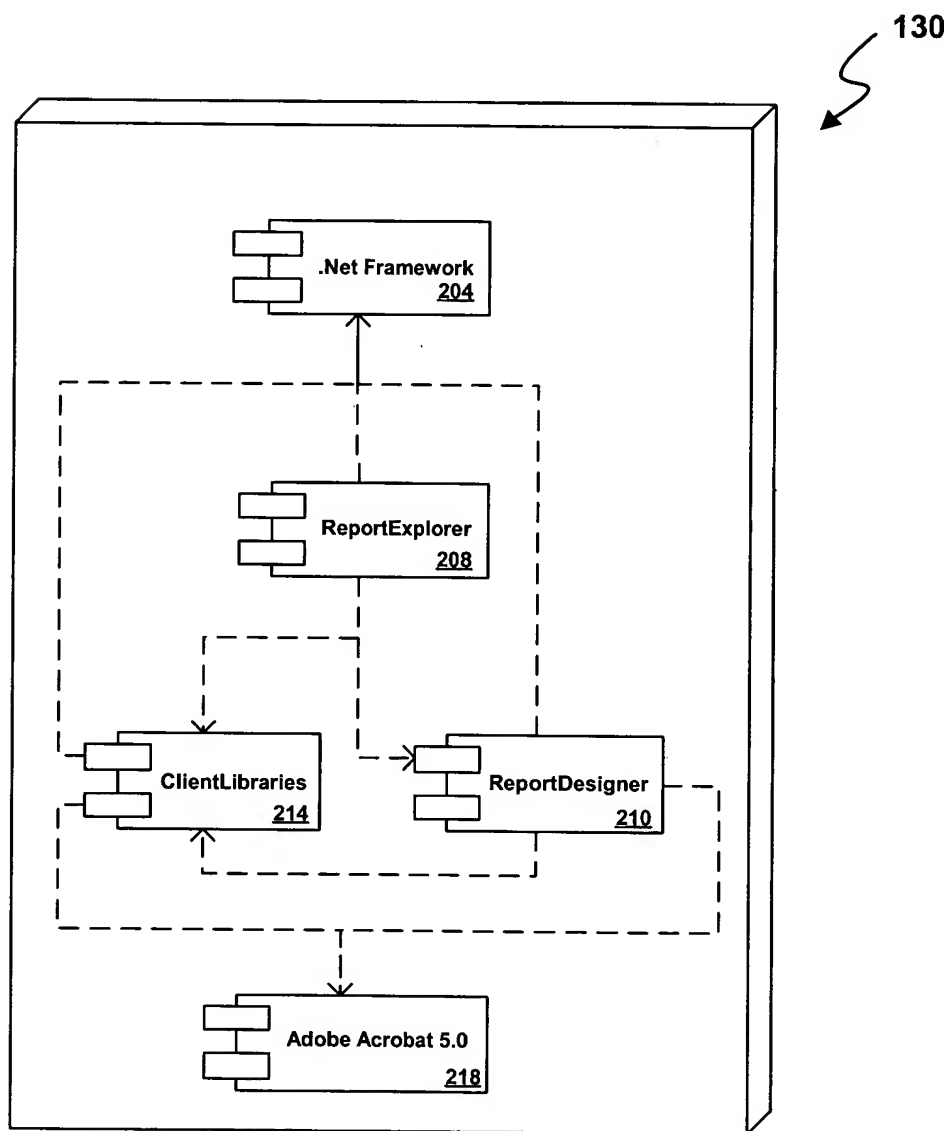 130
.Net Framework
204
ReportExplorer
208
ClientLibraries
214
ReportDesigner
210
Adobe Acrobat 5.0
218